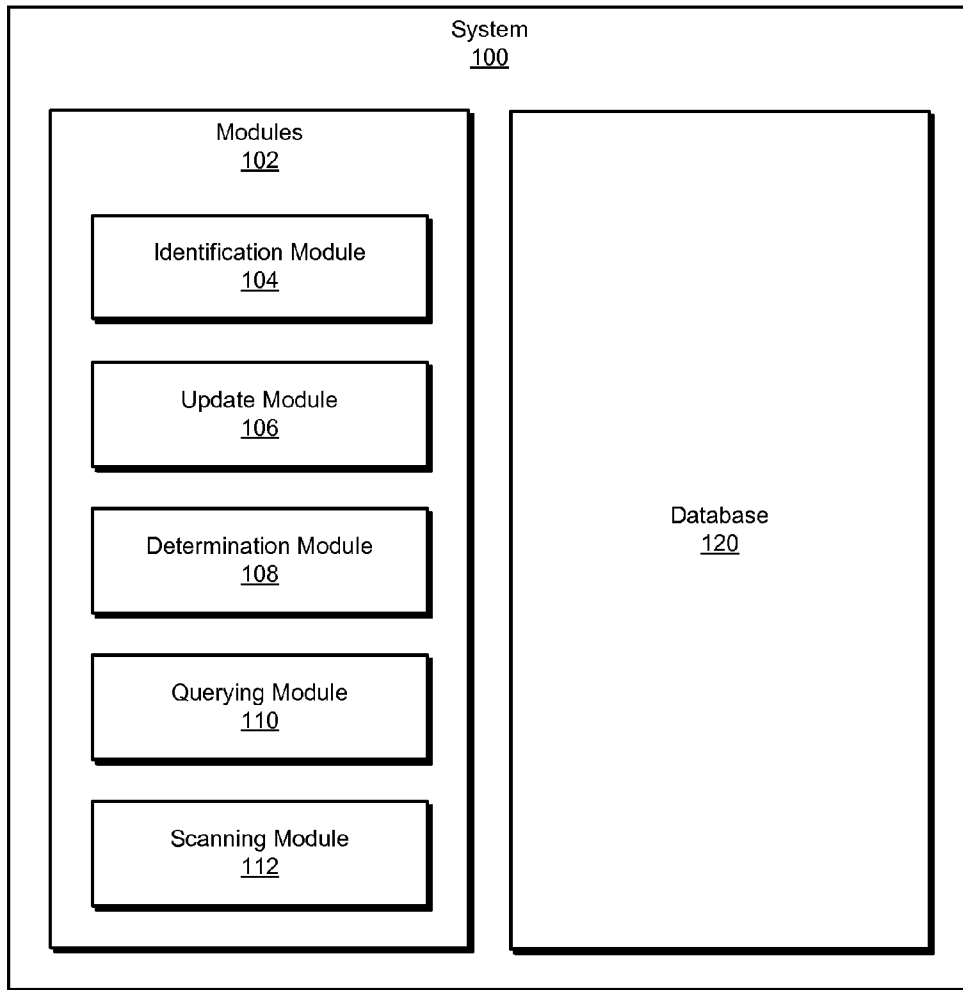 System
100
Modules
102
Identification Module
104
Update Module
106
Determination Module
108
Querying Module
110
Scanning Module
112
Database
120